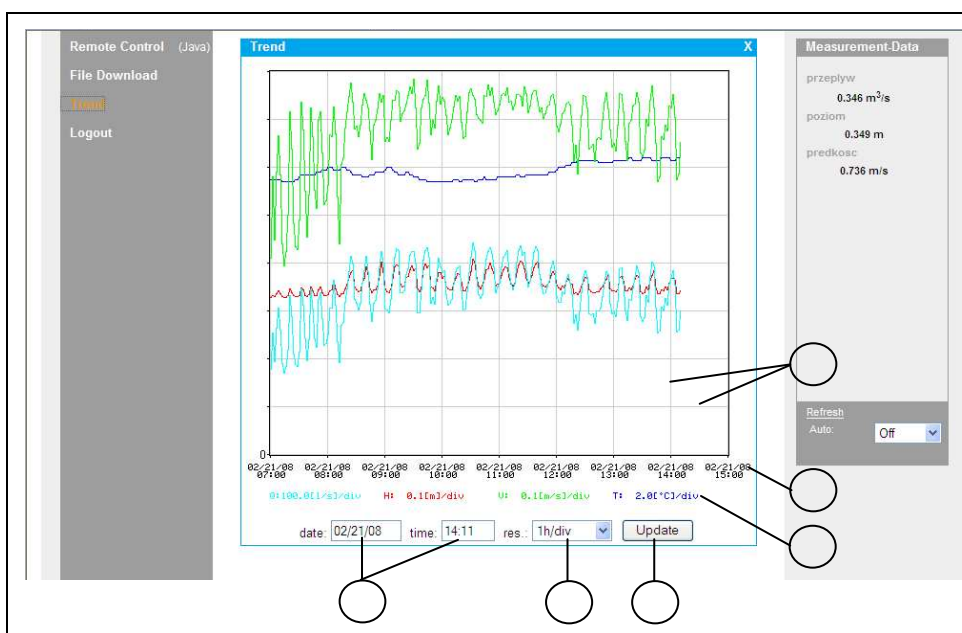 Remote Control (Java)
File Download
Trend
Logout
Trend X
0
02/21/08 02/21/08 02/21/08 02/21/08 02/21/08 02/21/08 02/21/08 02/21/08 02/21/08
07:00 08:00 09:00 10:00 11:00 12:00 13:00 14:00 15:00
Q:100.0[l/s]/div H: 0.1[m]/div V: 0.1[m/s]/div T: 2.0[°C]/div
date: 02/21/08 time: 14:11 res.: 1h/div Update
Measurement-Data
przeplyw
0.346 m³/s
poziom
0.349 m
predkosc
0.736 m/s
Refresh
Auto: Off